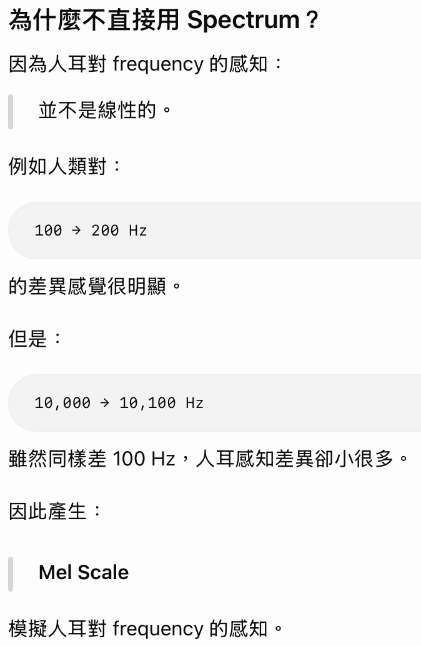 為什麼不直接用 Spectrum？
因為人耳對 frequency 的感知：
並不是線性的。
例如人類對：
100 → 200 Hz
的差異感覺很明顯。
但是：
10,000 → 10,100 Hz
雖然同樣差 100 Hz，人耳感知差異卻小很多。
因此產生：
Mel Scale
模擬人耳對 frequency 的感知。